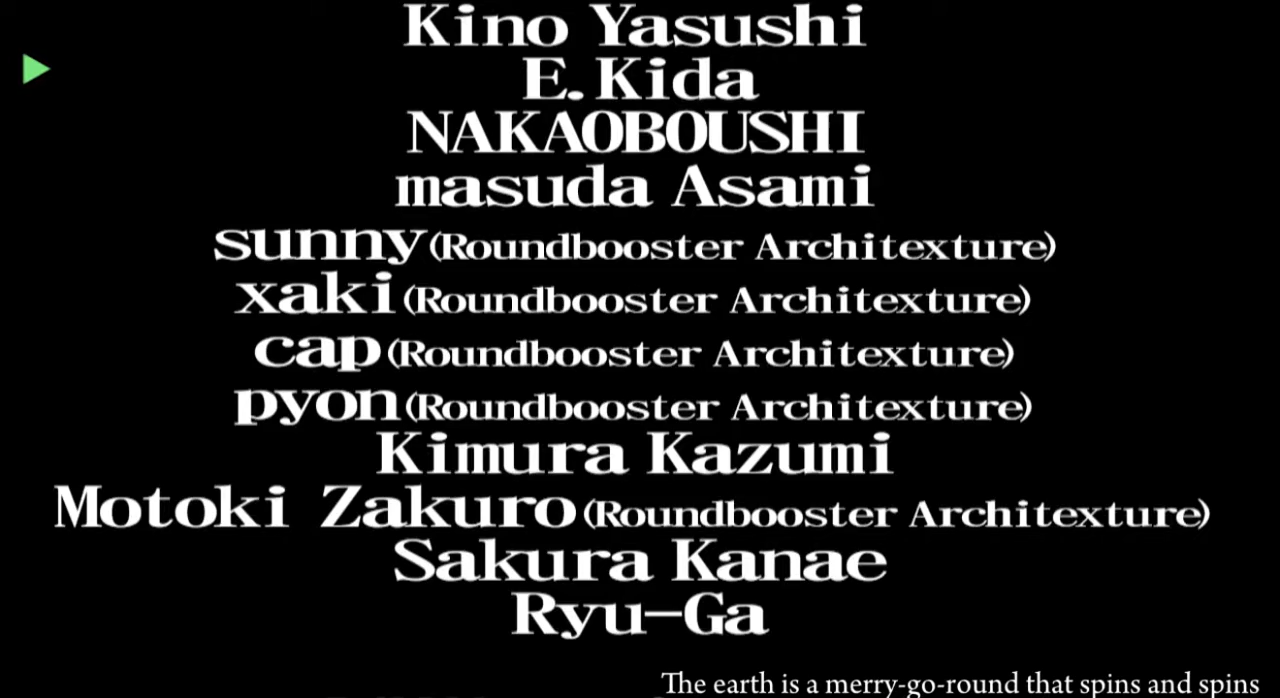 Kino Yasushi
E.Kida
NAKAOBOUSHI
masuda Asami
sunny(Roundbooster Architexture)
xaki(Roundbooster Architexture)
cap(Roundbooster Architexture)
pyon(Roundbooster Architexture)
Kimura Kazumi
Motoki Zakuro(Roundbooster Architexture)
Sakura Kanae
Ryu-Ga
The earth is a merry-go-round that spins and spins